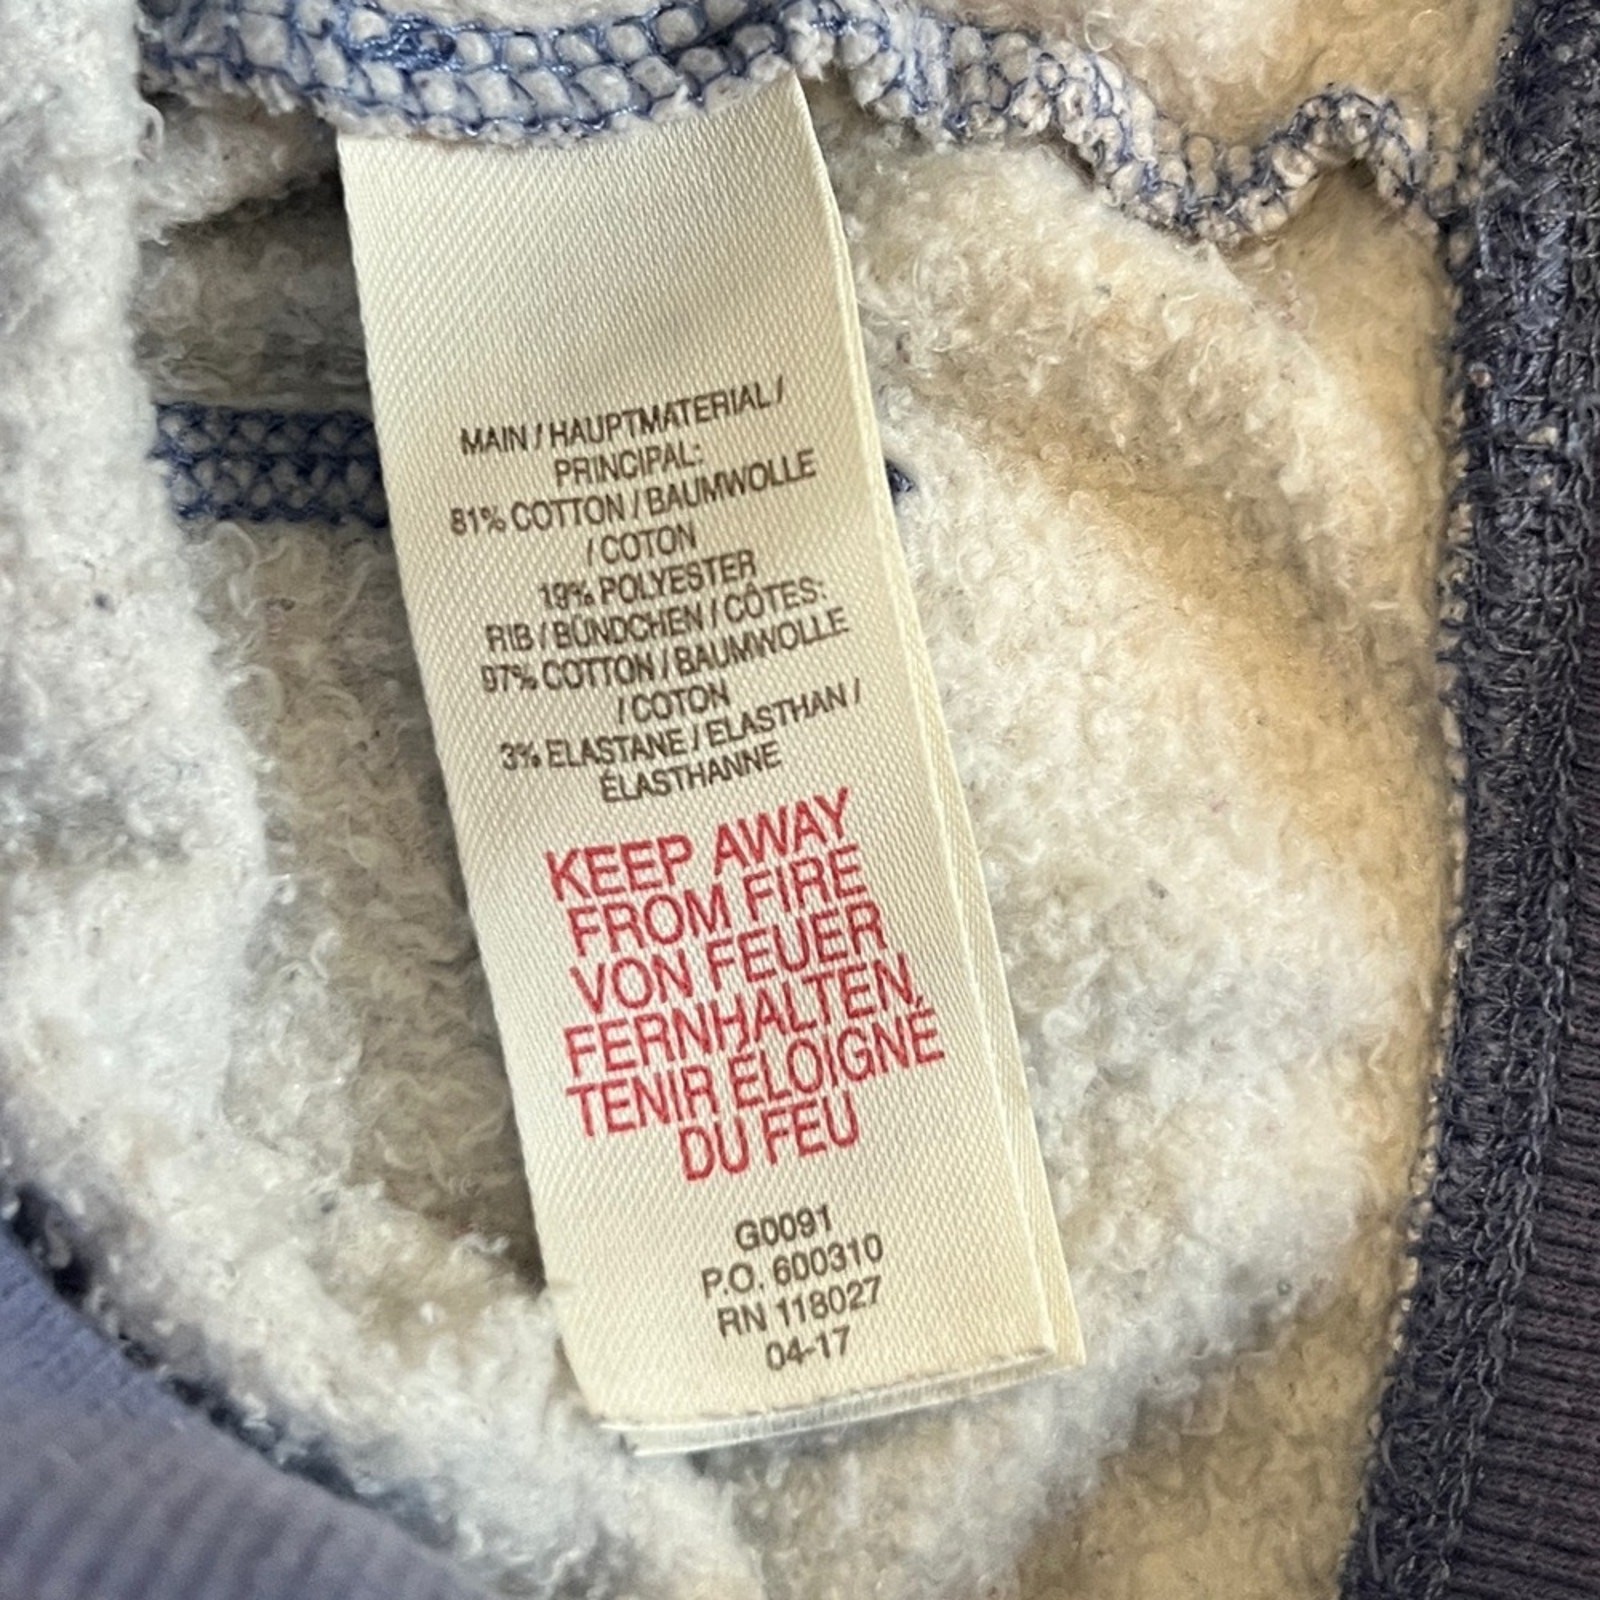 MAIN / HAUPTMATERIAL /
PRINCIPAL:
81% COTTON / BAUMWOLLE
/ COTON
19% POLYESTER
RIB / BÜNDCHEN / CÔTES:
97% COTTON / BAUMWOLLE
/ COTON
3% ELASTANE / ELASTHAN /
ÉLASTHANNE
KEEP AWAY
FROM FIRE
VON FEUER
FERNHALTEN,
TENIR ÉLOIGNÉ
DU FEU
G0091
P.O. 600310
RN 118027
04-17